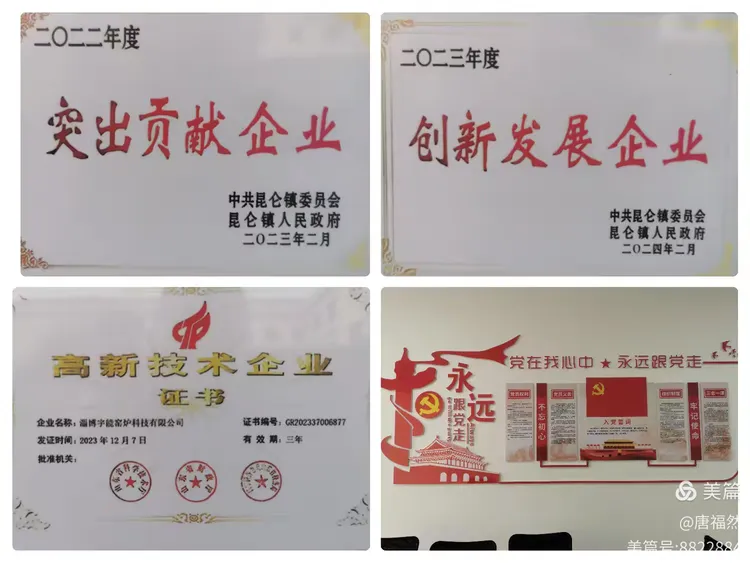 二〇二二年度
突出贡献企业
中共昆仑镇委员会
昆仑镇人民政府
二〇二三年二月
二〇二三年度
创新发展企业
中共昆仑镇委员会
昆仑镇人民政府
二〇二四年二月
高新技术企业
证书
企业名称：淄博宇能窑炉科技有限公司
证书编号：GR202337006877
发证时间：2023年12月7日
有效期：三年
批准机关：
党在我心中★永远跟党走
永远
跟党走
不忘初心
入党誓词
牢记使命
三会一课
美篇
@唐福然
美篇号:8822884